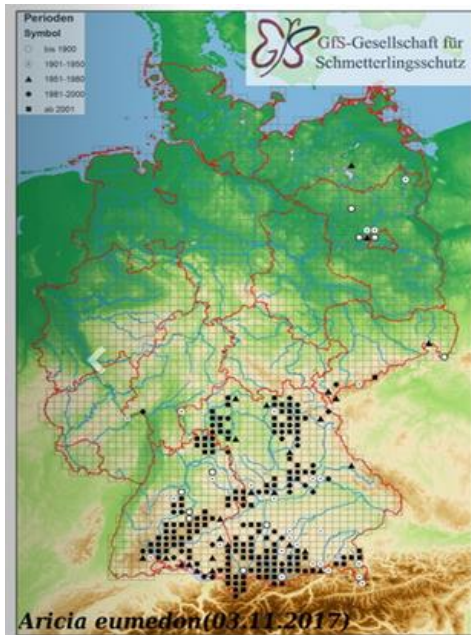 Perioden
Symbol
bis 1900
1901-1950
1951-1980
1981-2000
ab 2001
GfS-Gesellschaft für
Schmetterlingsschutz
Aricia eumedon(03.11.2017)